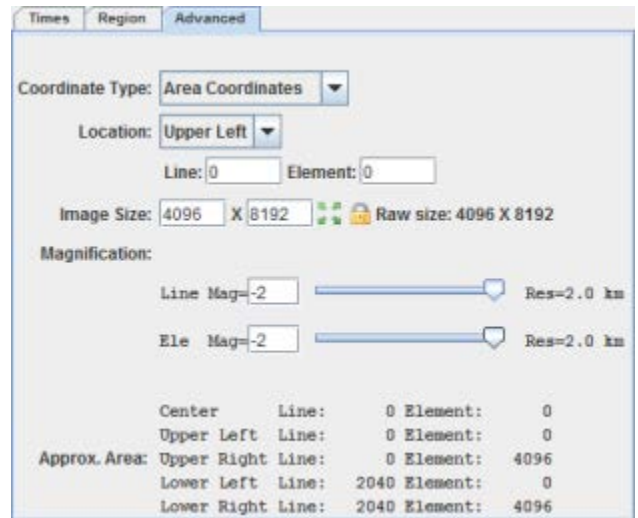 Times Region Advanced
Coordinate Type: Area Coordinates
Location: Upper Left
Line: 0 Element: 0
Image Size: 4096 X 8192 Raw size: 4096 X 8192
Magnification:
Line Mag=-2 Res=2.0 km
Ele Mag=-2 Res=2.0 km
Center Line: 0 Element: 0
Upper Left Line: 0 Element: 0
Approx. Area: Upper Right Line: 0 Element: 4096
Lower Left Line: 2040 Element: 0
Lower Right Line: 2040 Element: 4096